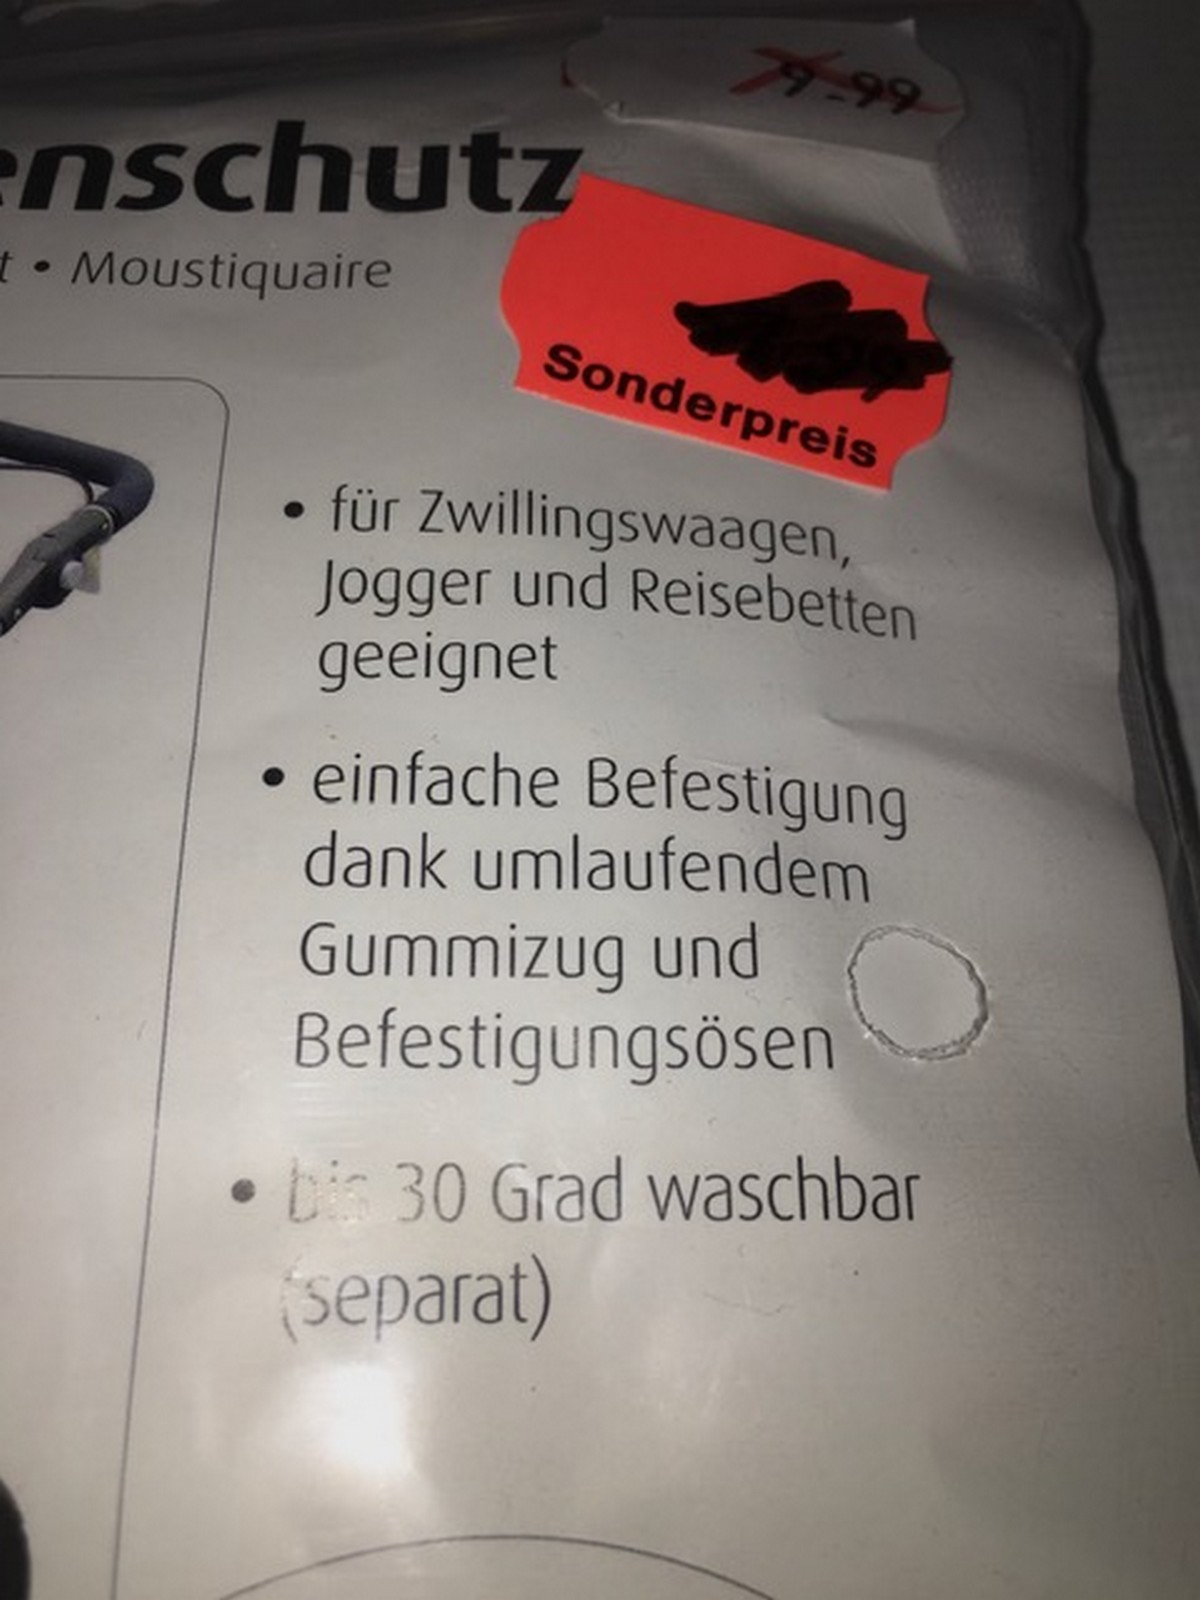 9.99
enschutz
t • Moustiquaire
Sonderpreis
• für Zwillingswaagen,
Jogger und Reisebetten
geeignet
• einfache Befestigung
dank umlaufendem
Gummizug und
Befestigungsösen
• bis 30 Grad waschbar
(separat)